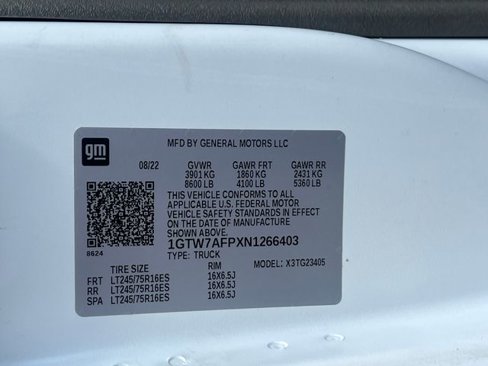 gm
MFD BY GENERAL MOTORS LLC
08/22 GVWR GAWR FRT GAWR RR
3901 KG 1860 KG 2431 KG
8600 LB 4100 LB 5360 LB
THIS VEHICLE CONFORMS TO ALL
APPLICABLE U.S. FEDERAL MOTOR
VEHICLE SAFETY STANDARDS IN EFFECT
ON THE DATE OF MANUFACTURE
SHOWN ABOVE.
1GTW7AFPXN1266403
8624
TYPE: TRUCK
TIRE SIZE RIM MODEL: X3TG23405
FRT LT245/75R16ES 16X6.5J
RR LT245/75R16ES 16X6.5J
SPA LT245/75R16ES 16X6.5J